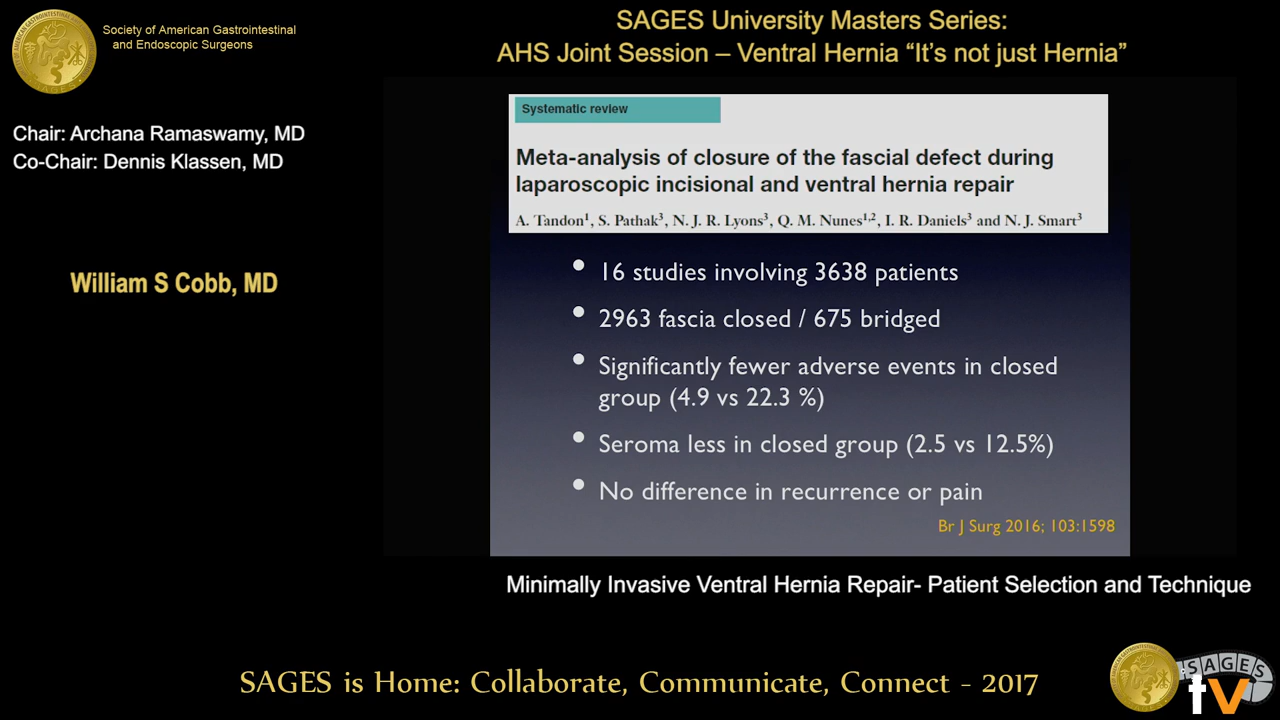 Society of American Gastrointestinal
and Endoscopic Surgeons
SAGES University Masters Series:
AHS Joint Session – Ventral Hernia “It’s not just Hernia”
Chair: Archana Ramaswamy, MD
Co-Chair: Dennis Klassen, MD
William S Cobb, MD
Systematic review
Meta-analysis of closure of the fascial defect during
laparoscopic incisional and ventral hernia repair
A. Tandon1, S. Pathak3, N. J. R. Lyons3, Q. M. Nunes1,2, I. R. Daniels3 and N. J. Smart3
• 16 studies involving 3638 patients
• 2963 fascia closed / 675 bridged
• Significantly fewer adverse events in closed
group (4.9 vs 22.3 %)
• Seroma less in closed group (2.5 vs 12.5%)
• No difference in recurrence or pain
Br J Surg 2016; 103:1598
Minimally Invasive Ventral Hernia Repair- Patient Selection and Technique
SAGES is Home: Collaborate, Communicate, Connect - 2017
SAGES
tv